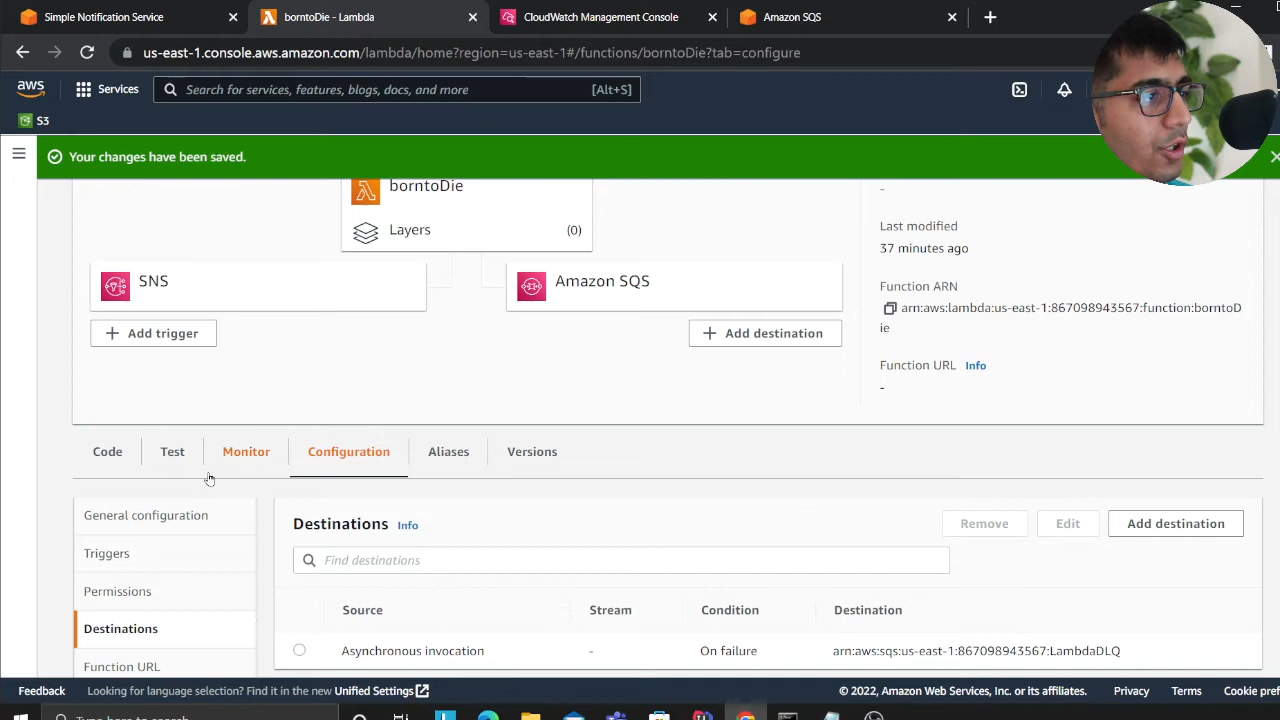 Simple Notification Service
borntoDie - Lambda
CloudWatch Management Console
Amazon SQS
us-east-1.console.aws.amazon.com/lambda/home?region=us-east-1#/functions/borntoDie?tab=configure
aws
Services
Search for services, features, blogs, docs, and more
[Alt+S]
S3
Your changes have been saved.
borntoDie
Layers
(0)
SNS
Amazon SQS
Add trigger
Add destination
-
Last modified
37 minutes ago
Function ARN
arn:aws:lambda:us-east-1:867098943567:function:borntoD
ie
Function URL Info
-
Code
Test
Monitor
Configuration
Aliases
Versions
General configuration
Triggers
Permissions
Destinations
Function URL
Destinations Info
Remove
Edit
Add destination
Find destinations
Source
Stream
Condition
Destination
Asynchronous invocation
-
On failure
arn:aws:sqs:us-east-1:867098943567:LambdaDLQ
Feedback
Looking for language selection? Find it in the new Unified Settings
© 2022, Amazon Web Services, Inc. or its affiliates.
Privacy
Terms
Cookie pref
Type here to search